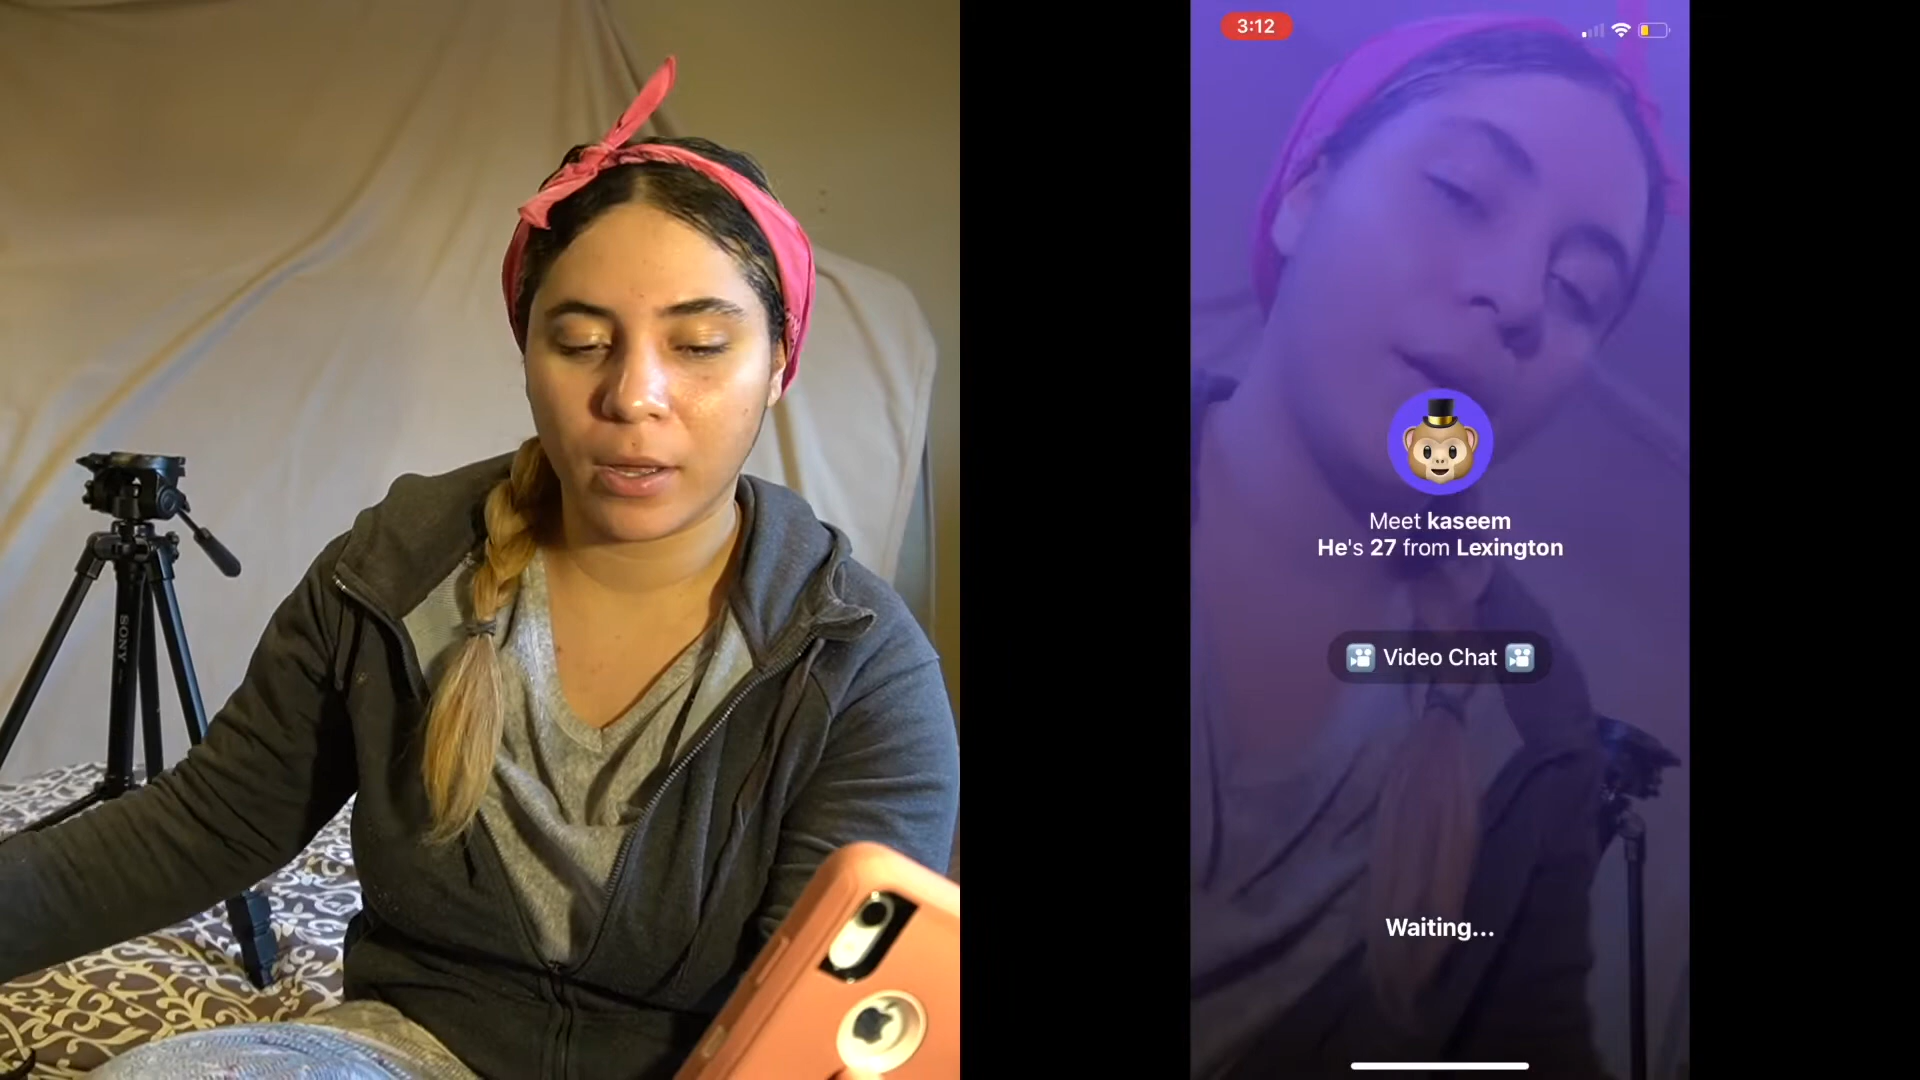 SONY
3:12
Meet kaseem
He's 27 from Lexington
Video Chat
Waiting...